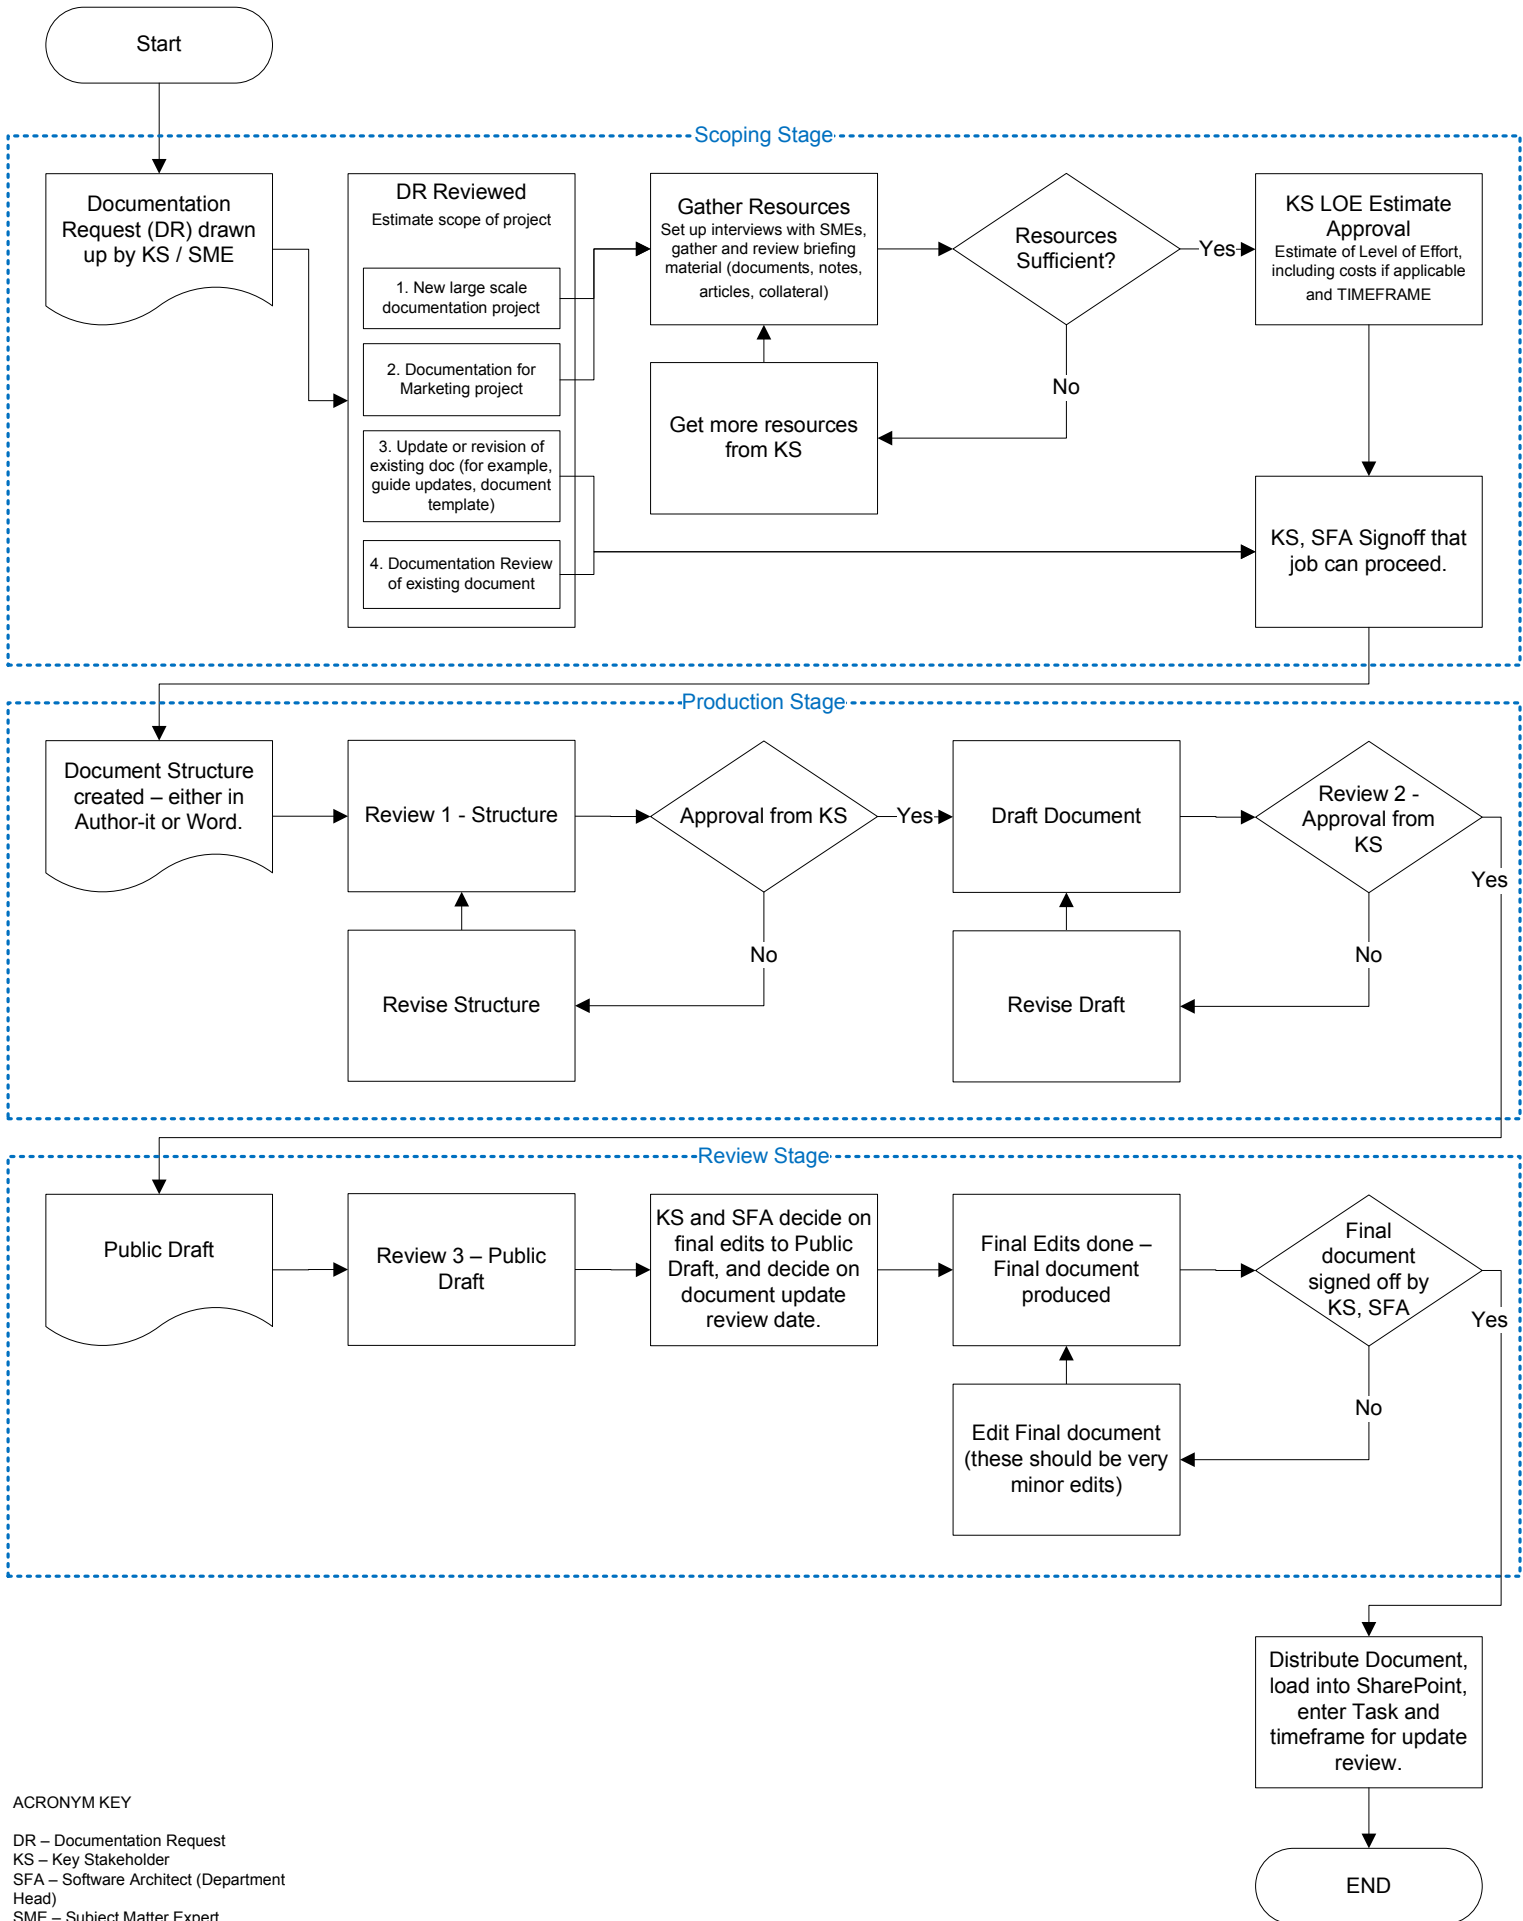 Start
Scoping Stage
Documentation
Request (DR) drawn
up by KS / SME
DR Reviewed
Estimate scope of project
1. New large scale
documentation project
2. Documentation for
Marketing project
3. Update or revision of
existing doc (for example,
guide updates, document
template)
4. Documentation Review
of existing document
Gather Resources
Set up interviews with SMEs,
gather and review briefing
material (documents, notes,
articles, collateral)
Get more resources
from KS
Resources
Sufficient?
Yes
No
KS LOE Estimate
Approval
Estimate of Level of Effort,
including costs if applicable
and TIMEFRAME
KS, SFA Signoff that
job can proceed.
Production Stage
Document Structure
created – either in
Author-it or Word.
Review 1 - Structure
Revise Structure
Approval from KS
Yes
No
Draft Document
Revise Draft
Review 2 -
Approval from
KS
Yes
No
Review Stage
Public Draft
Review 3 – Public
Draft
KS and SFA decide on
final edits to Public
Draft, and decide on
document update
review date.
Final Edits done –
Final document
produced
Edit Final document
(these should be very
minor edits)
Final
document
signed off by
KS, SFA
Yes
No
Distribute Document,
load into SharePoint,
enter Task and
timeframe for update
review.
END
ACRONYM KEY
DR – Documentation Request
KS – Key Stakeholder
SFA – Software Architect (Department
Head)
SME – Subject Matter Expert